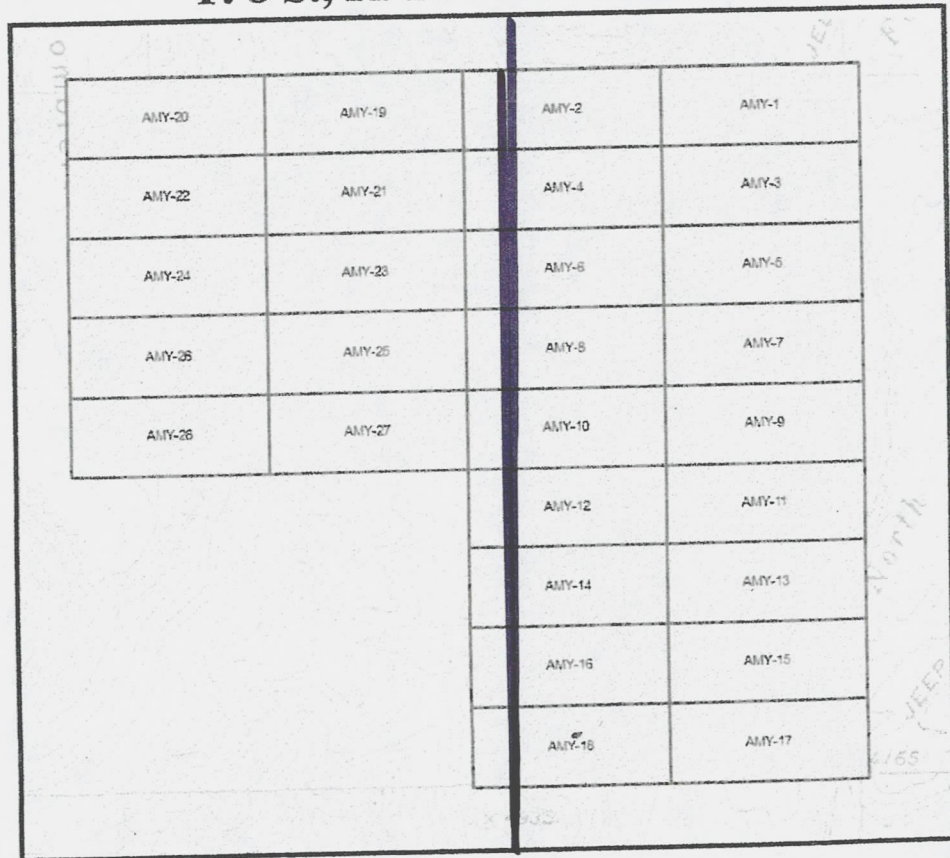 AMY-20 AMY-19 AMY-2 AMY-1
AMY-22 AMY-21 AMY-4 AMY-3
AMY-24 AMY-23 AMY-6 AMY-5
AMY-26 AMY-25 AMY-8 AMY-7
AMY-28 AMY-27 AMY-10 AMY-9
AMY-12 AMY-11
North
AMY-14 AMY-13
AMY-16 AMY-15
JEEP
AMY-18 AMY-17